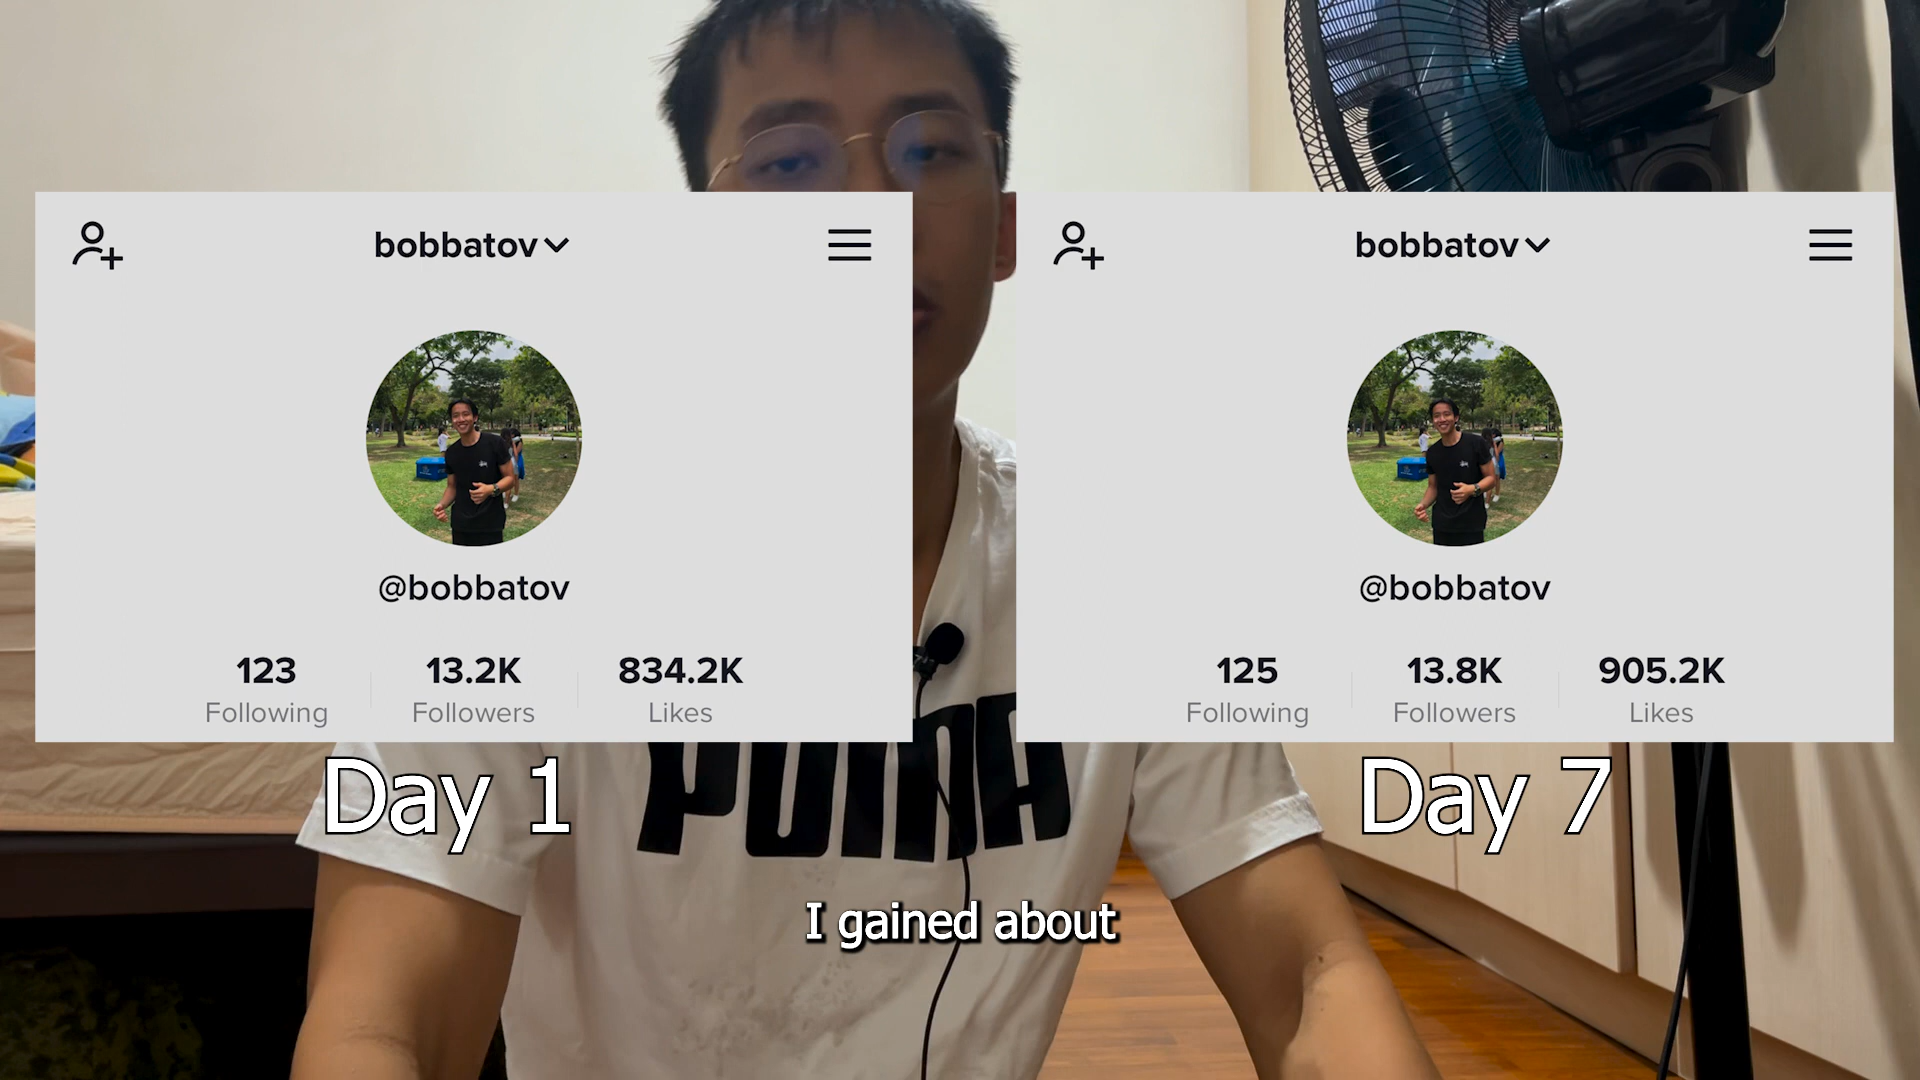 bobbatov
@bobbatov
123 13.2K 834.2K
Following Followers Likes
Day 1
bobbatov
@bobbatov
125 13.8K 905.2K
Following Followers Likes
Day 7
PUMA
I gained about